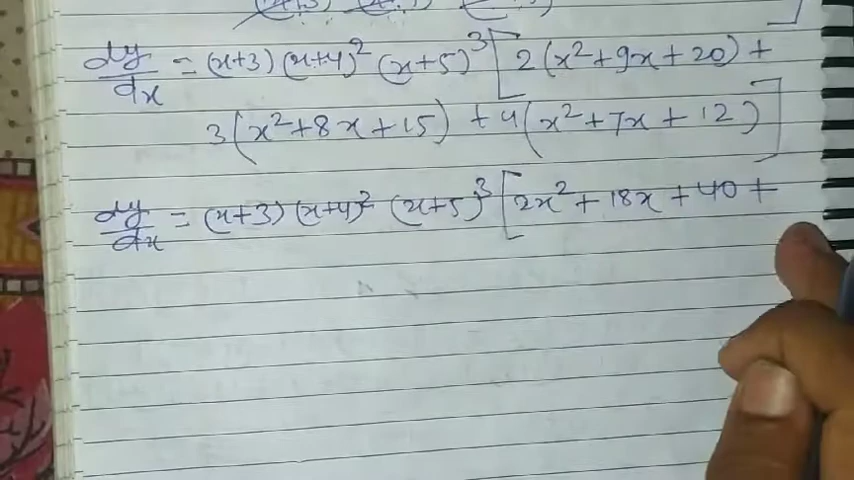 dy/dx = (x+3) (x+4)² (x+5)³ [ 2(x²+9x+20) +
3(x²+8x+15) + 4(x²+7x+12) ]
dy/dx = (x+3) (x+4)² (x+5)³ [ 2x² + 18x + 40 +